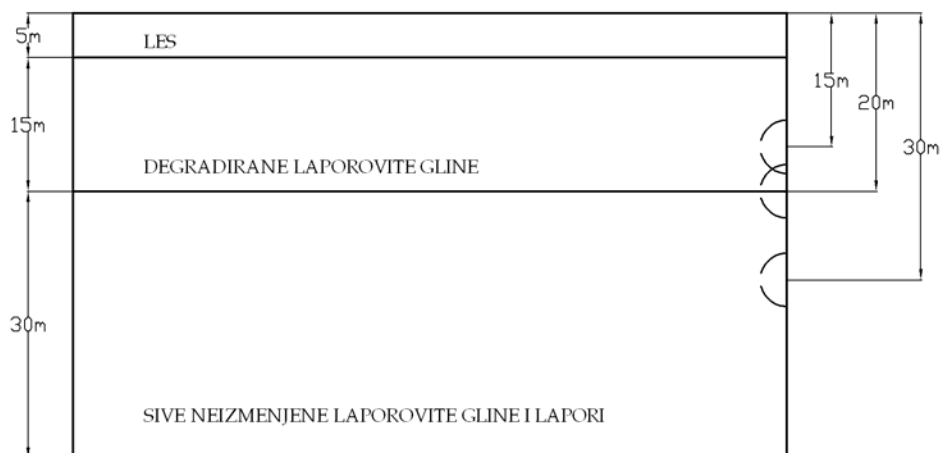 5m
LES
15m
20m
15m
30m
DEGRADIRANE LAPOROVITE GLINE
30m
SIVE NEIZMENJENE LAPOROVITE GLINE I LAPORI